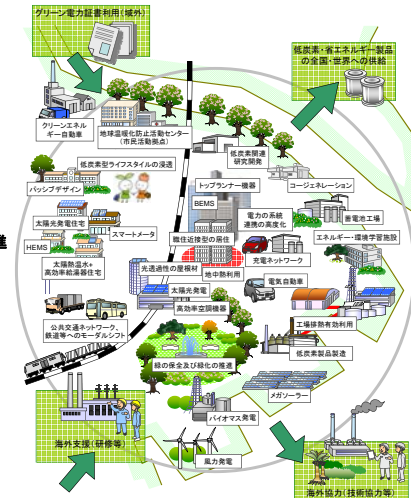 グリーン電力証書利用(域外)
低炭素・省エネルギー製品
の全国・世界への供給
クリーンエネル
ギー自動車
地球温暖化防止活動センター
(市民活動拠点)
低炭素関連
研究開発
低炭素型ライフスタイルの浸透
パッシブデザイン
トップランナー機器
コージェネレーション
BEMS
太陽光発電住宅
スマートメータ
電力の系統
連携の高度化
蓄電池工場
進
HEMS
職住近接型の居住
エネルギー・環境学習施設
太陽熱温水+
高効率給湯器住宅
光透過性の屋根材
地中熱利用
充電ネットワーク
太陽光発電
電気自動車
高効率空調機器
公共交通ネットワーク、
鉄道等へのモーダルシフト
工場排熱有効利用
低炭素製品製造
緑の保全及び緑化の推進
メガソーラー
バイオマス発電
海外支援(研修等)
風力発電
海外協力(技術協力等)